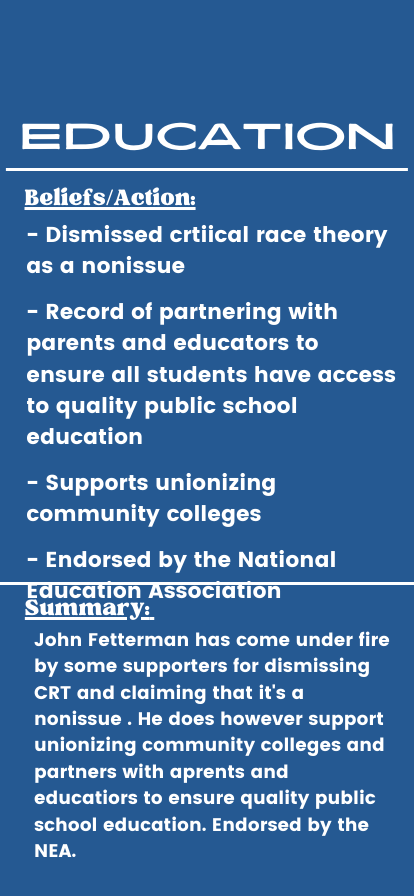 EDUCATION
Beliefs/Action:
- Dismissed crtiical race theory
as a nonissue
- Record of partnering with
parents and educators to
ensure all students have access
to quality public school
education
- Supports unionizing
community colleges
- Endorsed by the National
Education Association
Summary:
John Fetterman has come under fire
by some supporters for dismissing
CRT and claiming that it's a
nonissue . He does however support
unionizing community colleges and
partners with aprents and
educatiors to ensure quality public
school education. Endorsed by the
NEA.